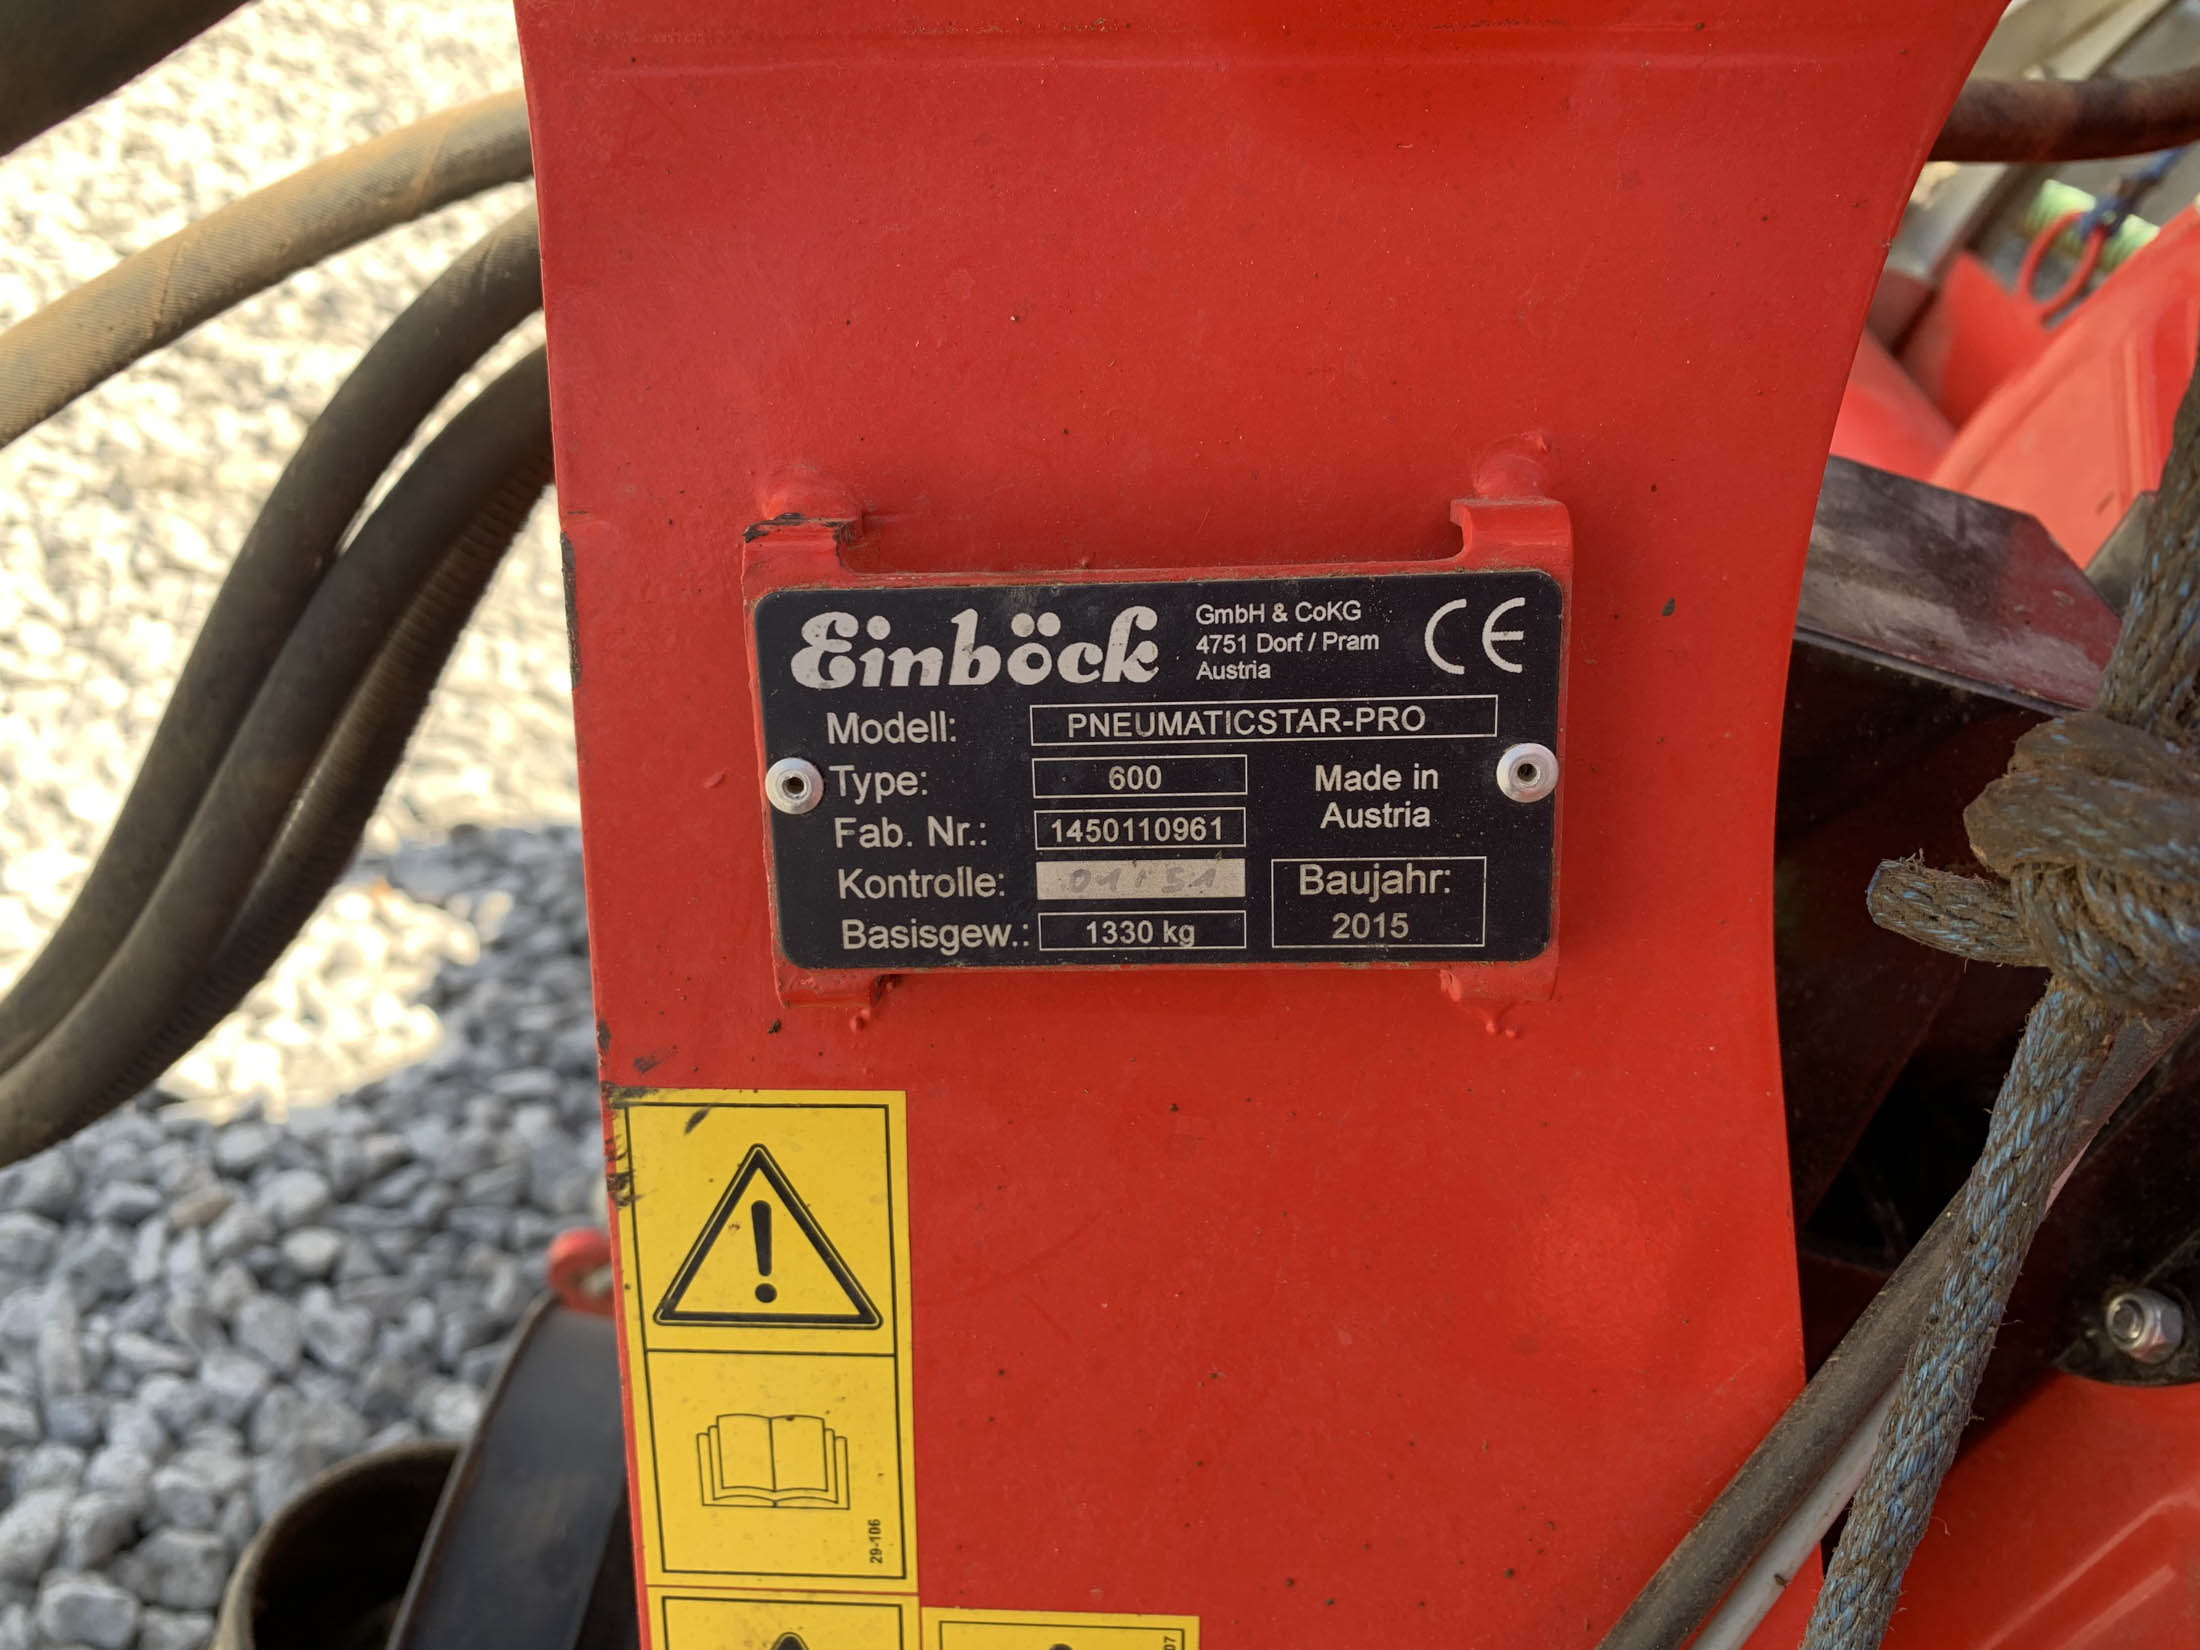 Einböck
GmbH & CoKG
4751 Dorf / Pram
Austria
CE
Modell: PNEUMATICSTAR-PRO
Type: 600
Made in
Austria
Fab. Nr.: 1450110961
Kontrolle:
Baujahr:
2015
Basisgew.: 1330 kg
29-106